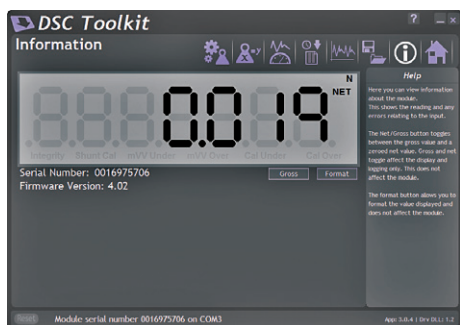 DSC Toolkit
?
Information
Help
N
NET
0.019
Integrity Shunt Cal mVV Under mVV Over Cal Under Cal Over
Serial Number: 0016975706
Gross
Format
Firmware Version: 4.02
Here you can view information
about the module.
This shows the reading and any
errors relating to the input.
The Net/Gross button toggles
between the gross value and a
zeroed net value. Gross and net
toggle affect the display and
logging only. This does not
affect the module.
The format button allows you to
format the value displayed and
does not affect the module.
Reset
Module serial number 0016975706 on COM3
App: 3.0.4 | Drv DLL: 1.2